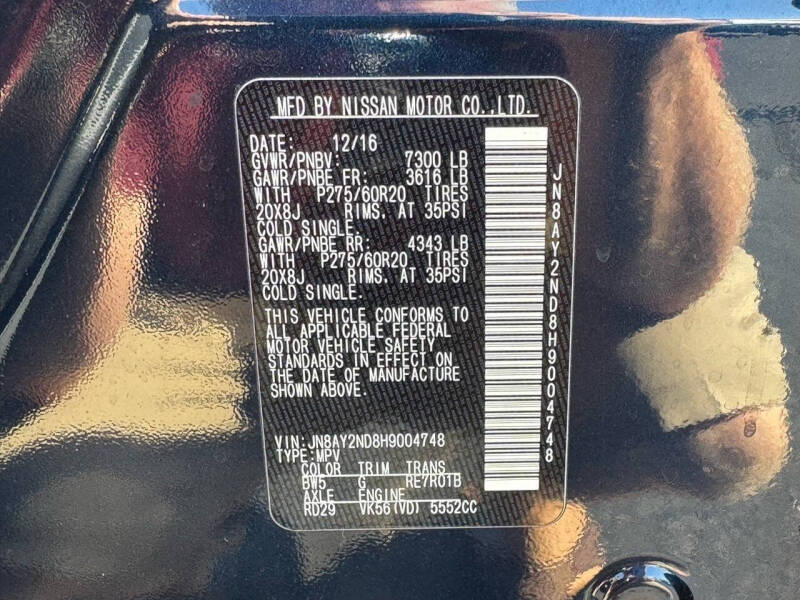 MFD BY NISSAN MOTOR CO.,LTD.
DATE: 12/16
GVWR/PNBV: 7300 LB
GAWR/PNBE FR: 3616 LB
WITH P275/60R20 TIRES
20X8J RIMS. AT 35PSI
COLD SINGLE.
GAWR/PNBE RR: 4343 LB
WITH P275/60R20 TIRES
20X8J RIMS. AT 35PSI
COLD SINGLE.
THIS VEHICLE CONFORMS TO
ALL APPLICABLE FEDERAL
MOTOR VEHICLE SAFETY
STANDARDS IN EFFECT ON
THE DATE OF MANUFACTURE
SHOWN ABOVE.
VIN: JN8AY2ND8H9004748
TYPE: MPV
COLOR TRIM TRANS
BW5 G RE7R01B
AXLE ENGINE
RD29 VK56(VD) 5552CC
JN8AY2ND8H9004748